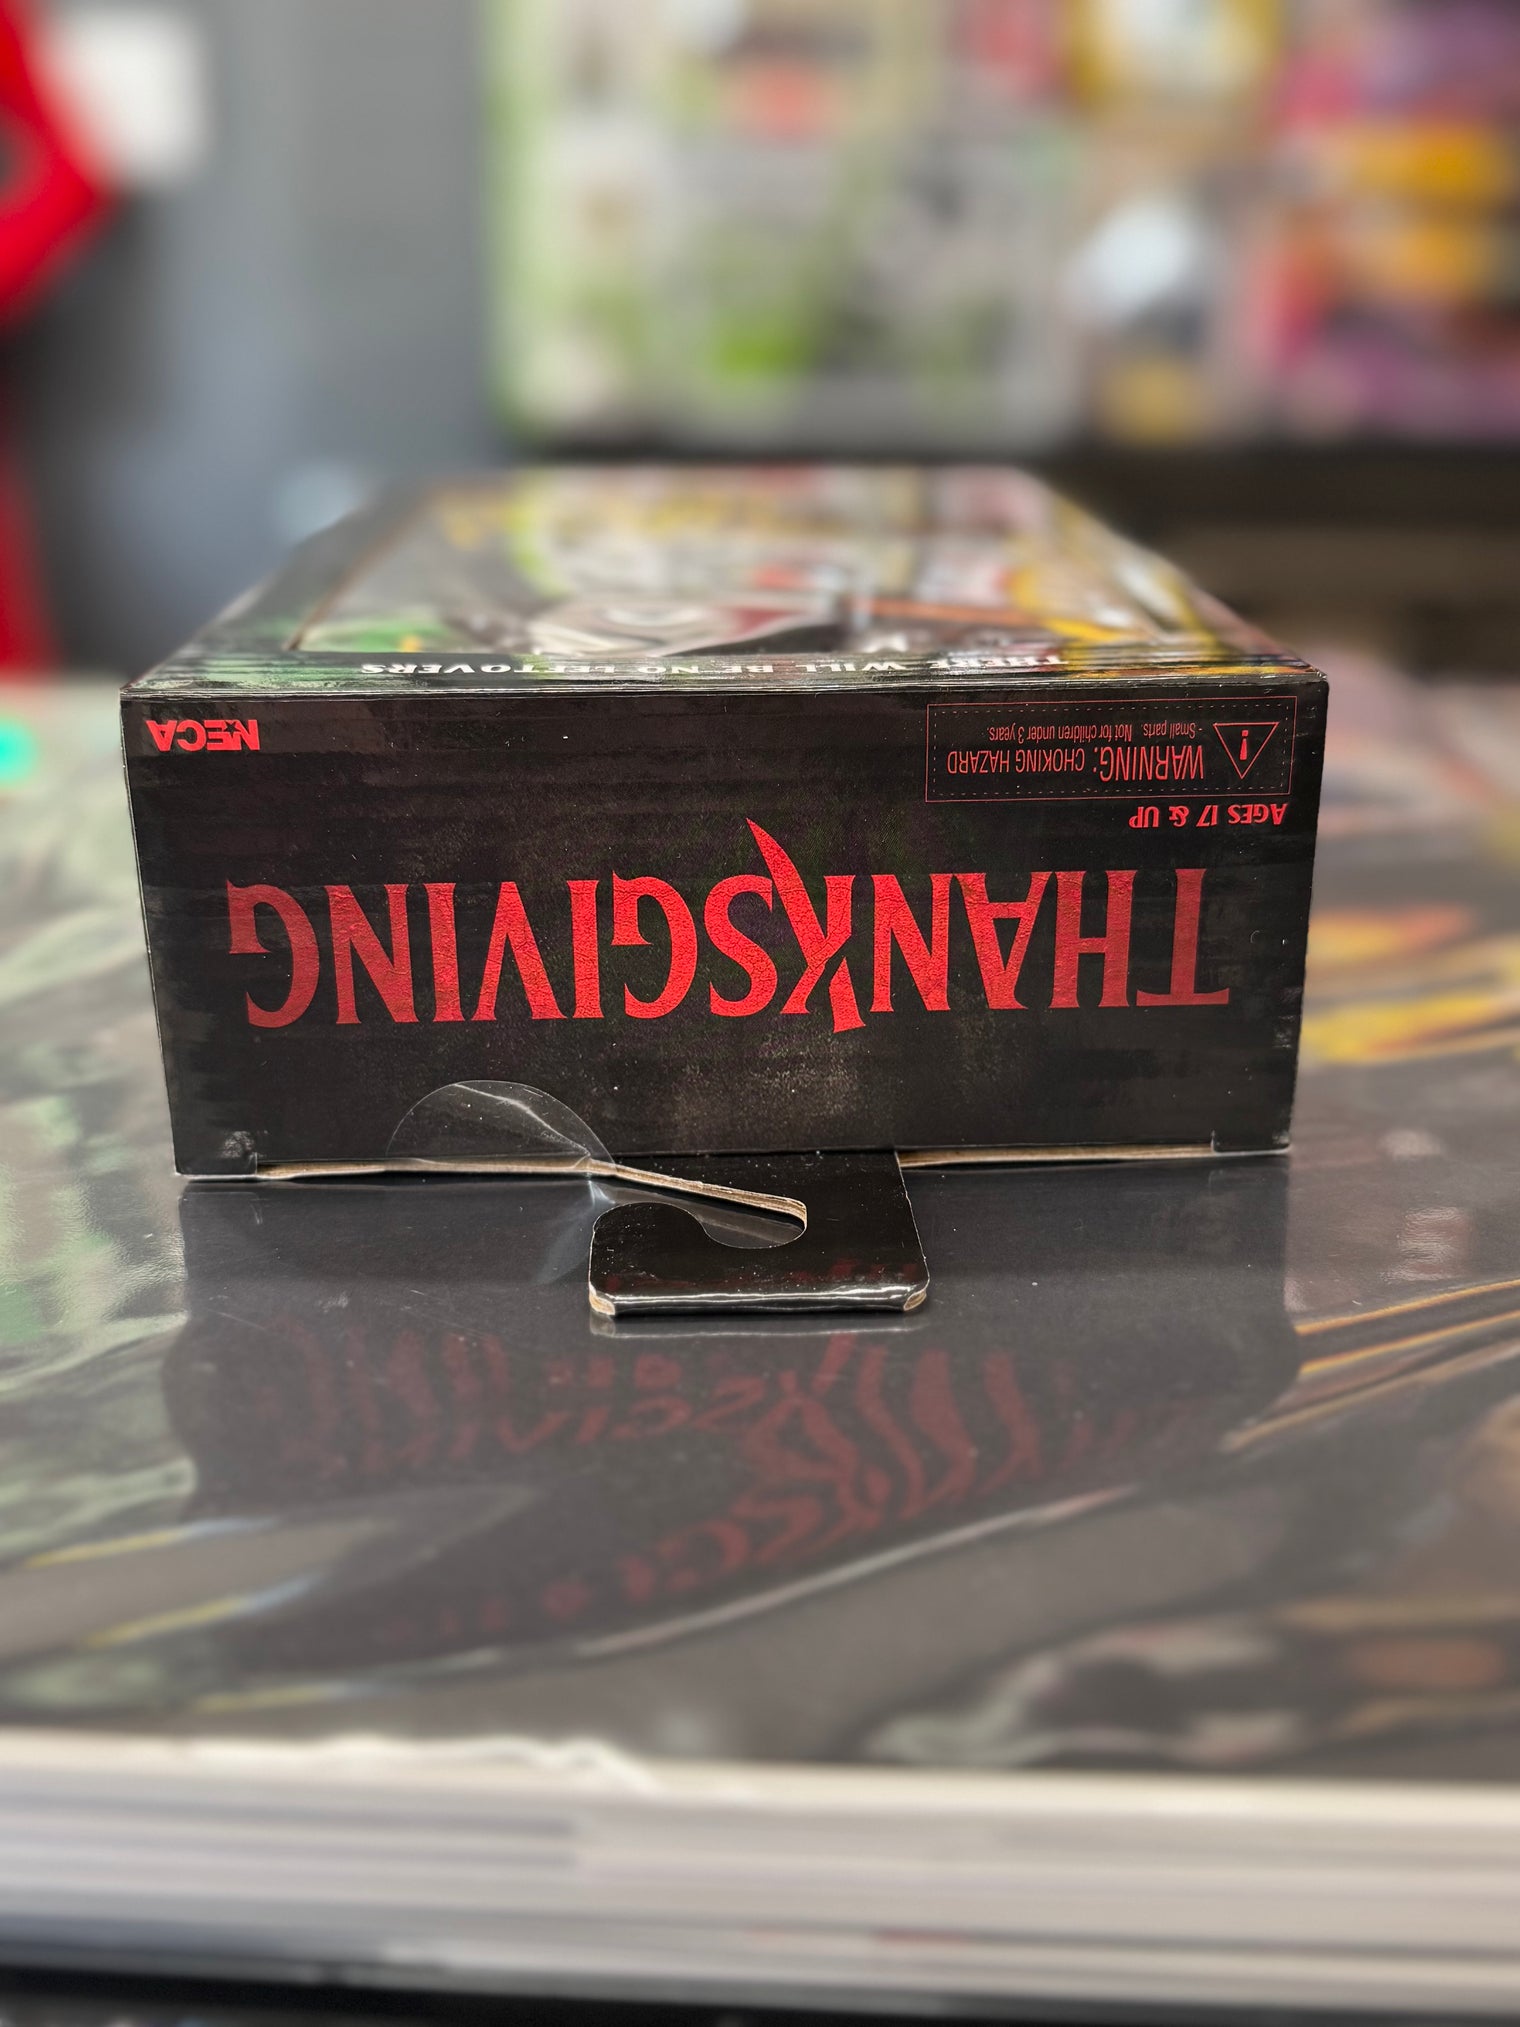 THERE WILL BE NO LEFTOVERS
NECA
WARNING: CHOKING HAZARD
- Small parts. Not for children under 3 years.
AGES 17 & UP
THANKSGIVING